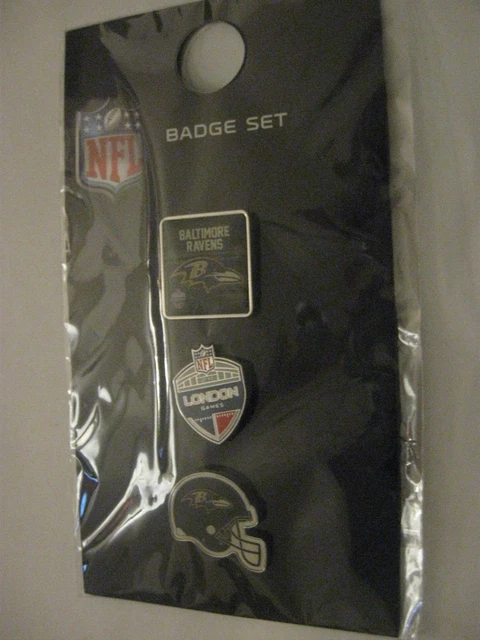 BADGE SET
NFL
BALTIMORE
RAVENS
B
NFL
LONDON
GAMES
B